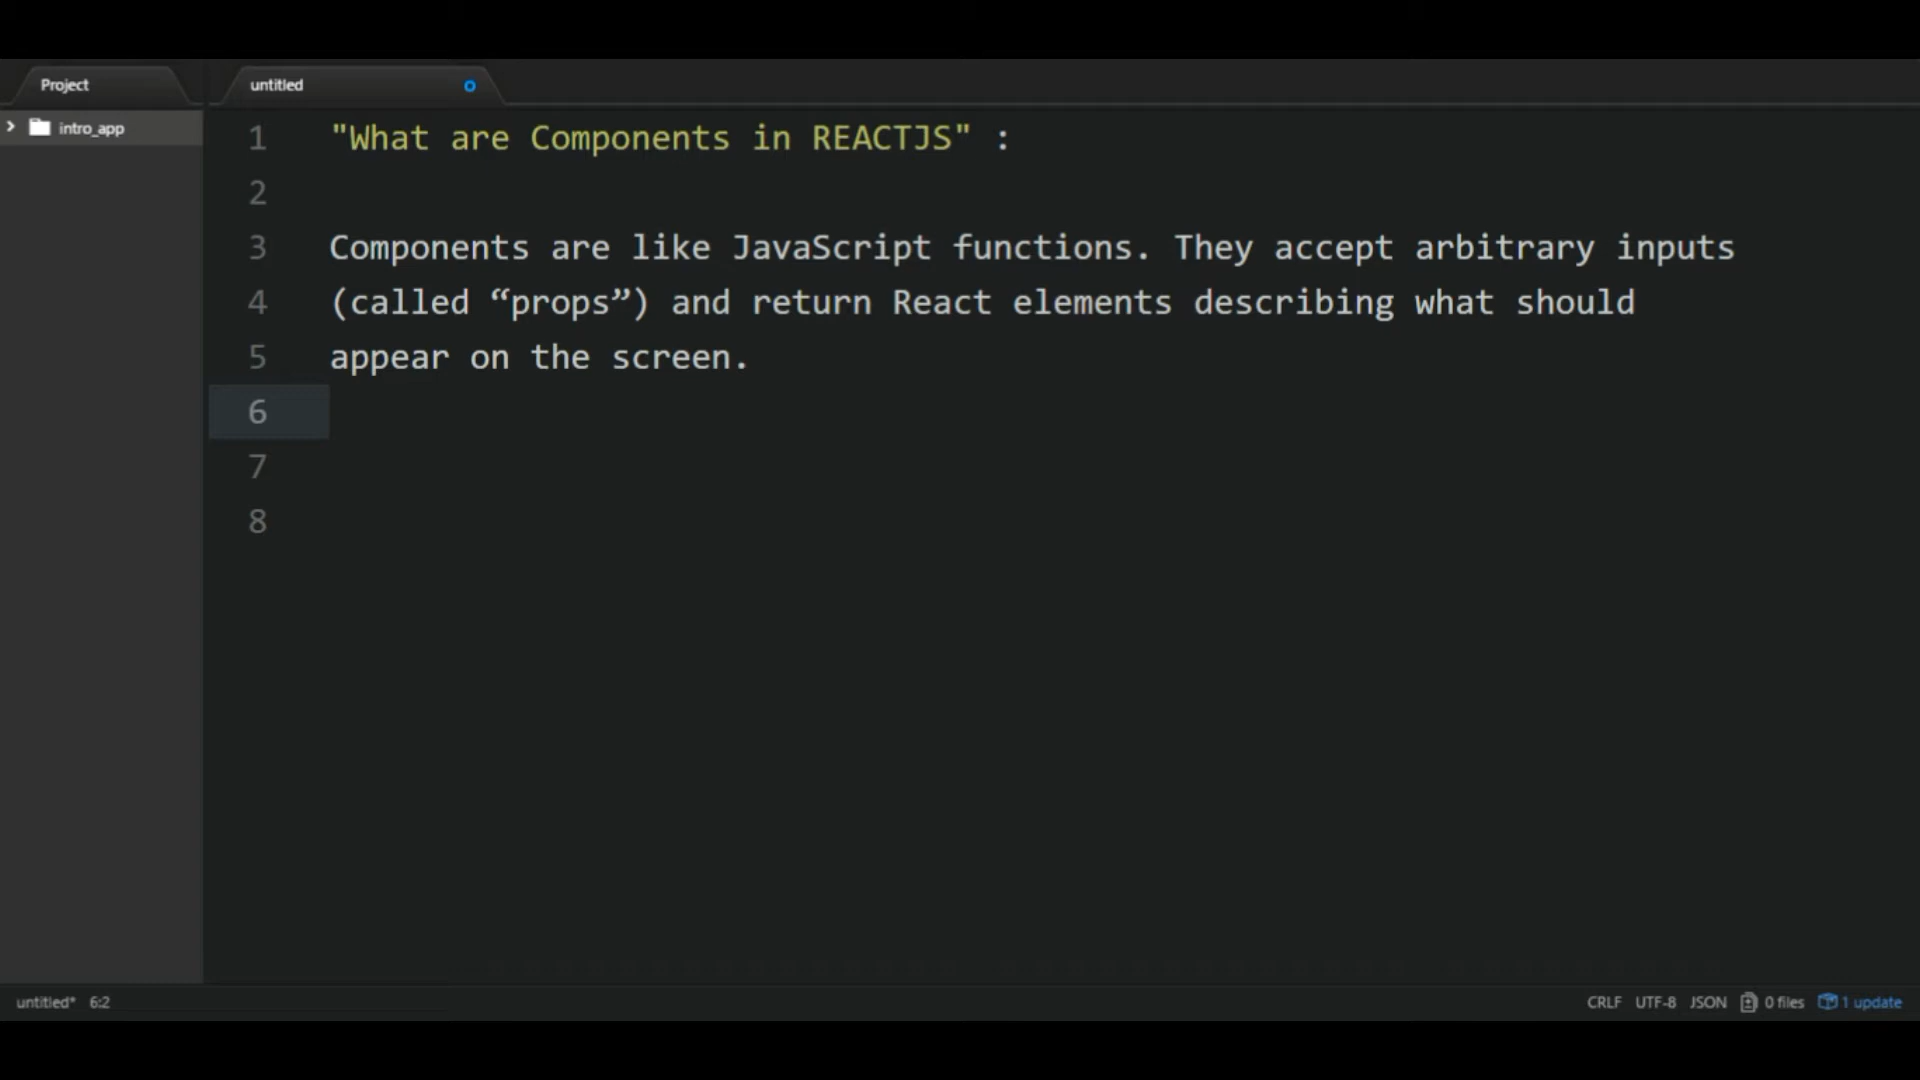 Project
untitled
intro_app
1 "What are Components in REACTJS" :
2
3 Components are like JavaScript functions. They accept arbitrary inputs
4 (called “props”) and return React elements describing what should
5 appear on the screen.
6
7
8
untitled* 6:2 CRLF UTF-8 JSON 0 files 1 update